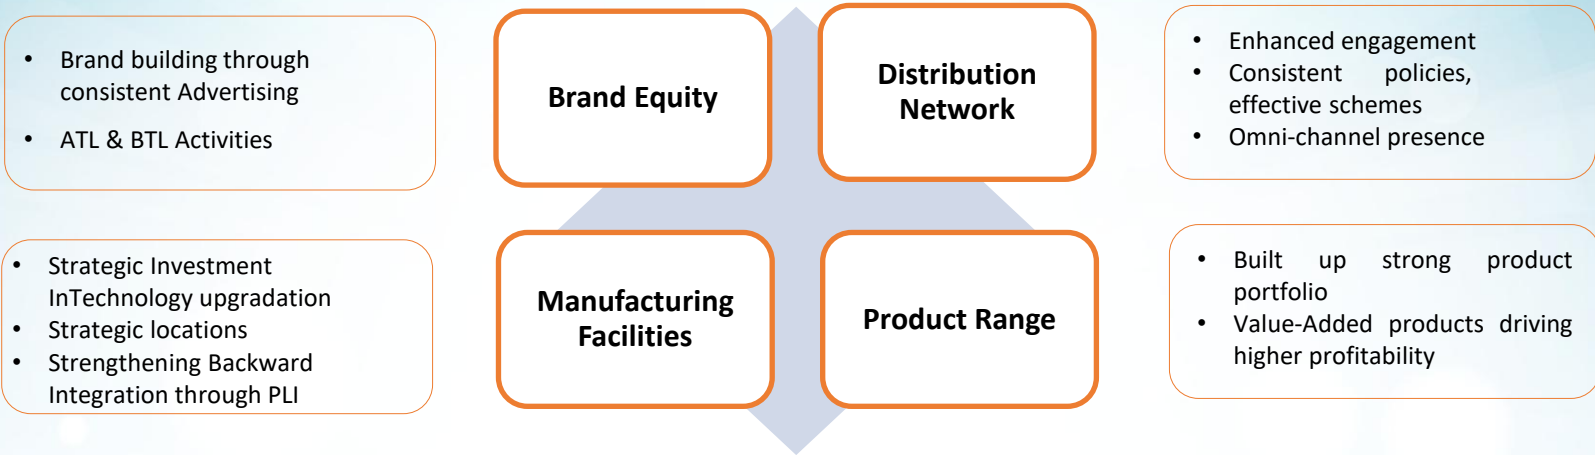 • Brand building through
consistent Advertising
• ATL & BTL Activities
Brand Equity
Distribution
Network
• Enhanced engagement
• Consistent policies,
effective schemes
• Omni-channel presence
• Strategic Investment
InTechnology upgradation
• Strategic locations
• Strengthening Backward
Integration through PLI
Manufacturing
Facilities
Product Range
• Built up strong product
portfolio
• Value-Added products driving
higher profitability